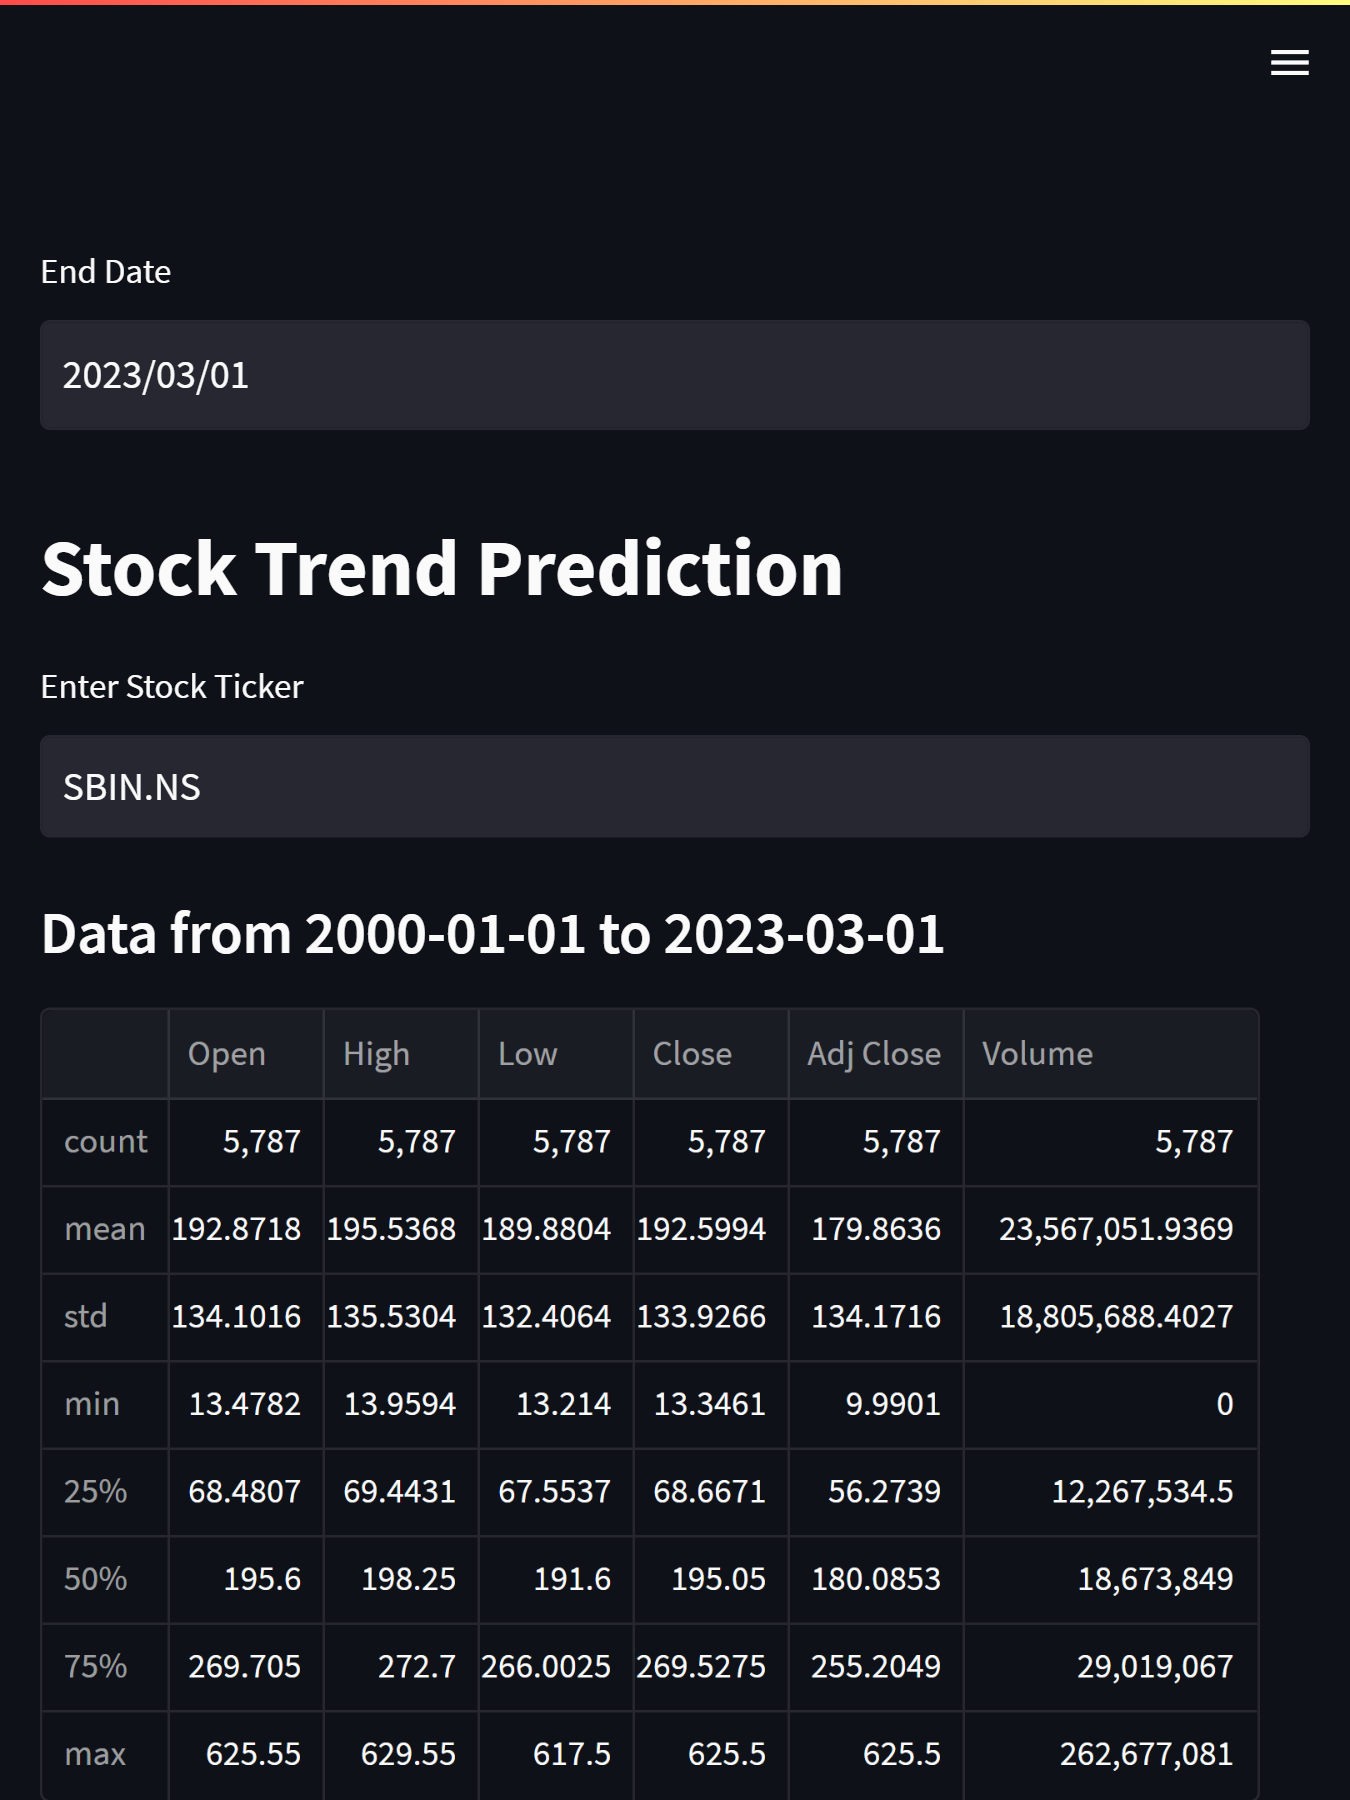 End Date
2023/03/01
Stock Trend Prediction
Enter Stock Ticker
SBIN.NS
Data from 2000-01-01 to 2023-03-01
Open High Low Close Adj Close Volume
count 5,787 5,787 5,787 5,787 5,787 5,787
mean 192.8718 195.5368 189.8804 192.5994 179.8636 23,567,051.9369
std 134.1016 135.5304 132.4064 133.9266 134.1716 18,805,688.4027
min 13.4782 13.9594 13.214 13.3461 9.9901 0
25% 68.4807 69.4431 67.5537 68.6671 56.2739 12,267,534.5
50% 195.6 198.25 191.6 195.05 180.0853 18,673,849
75% 269.705 272.7 266.0025 269.5275 255.2049 29,019,067
max 625.55 629.55 617.5 625.5 625.5 262,677,081